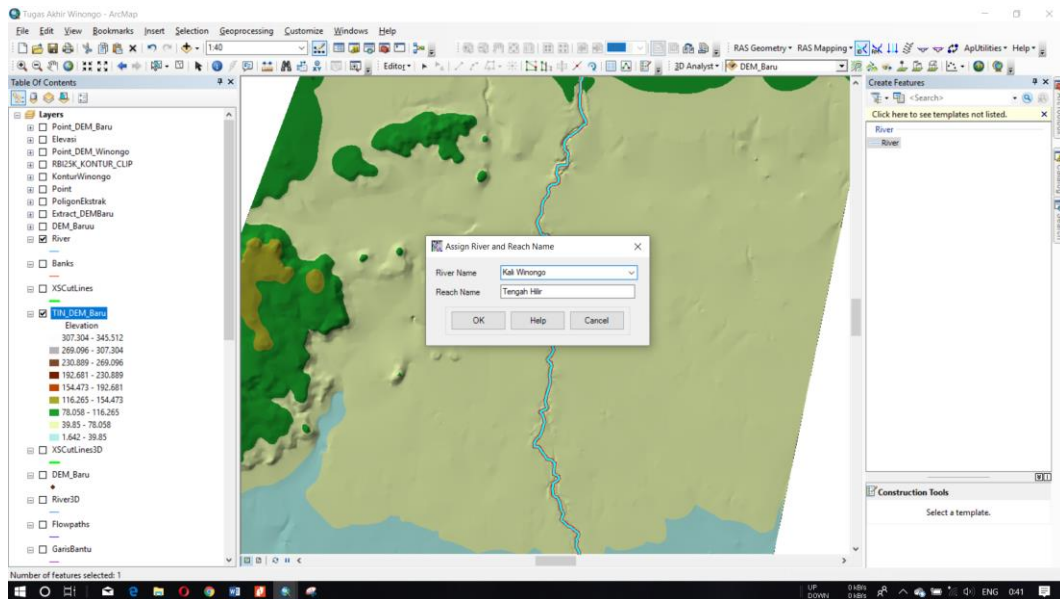 Tugas Akhir Winongo - ArcMap
File Edit View Bookmarks Insert Selection Geoprocessing Customize Windows Help
1:40
RAS Geometry RAS Mapping ApUtilities Help
Editor 3D Analyst DEM_Baru
Table Of Contents
Layers
Point_DEM_Baru
Elevasi
Point_DEM_Winongo
RBI25K_KONTUR_CLIP
KonturWinongo
Point
PoligonEkstrak
Extract_DEMBaru
DEM_Baruu
River
Banks
XSCutLines
TIN_DEM_Baru
Elevation
307.304 - 345.512
269.096 - 307.304
230.889 - 269.096
192.681 - 230.889
154.473 - 192.681
116.265 - 154.473
78.058 - 116.265
39.85 - 78.058
1.642 - 39.85
XSCutLines3D
DEM_Baru
River3D
Flowpaths
GarisBantu
Assign River and Reach Name
River Name Kali Winongo
Reach Name Tengah Hilir
OK Help Cancel
Create Features
<Search>
Click here to see templates not listed.
River
River
Construction Tools
Select a template.
Number of features selected: 1
UP 0 kB/s
DOWN 0 kB/s
ENG 0:41